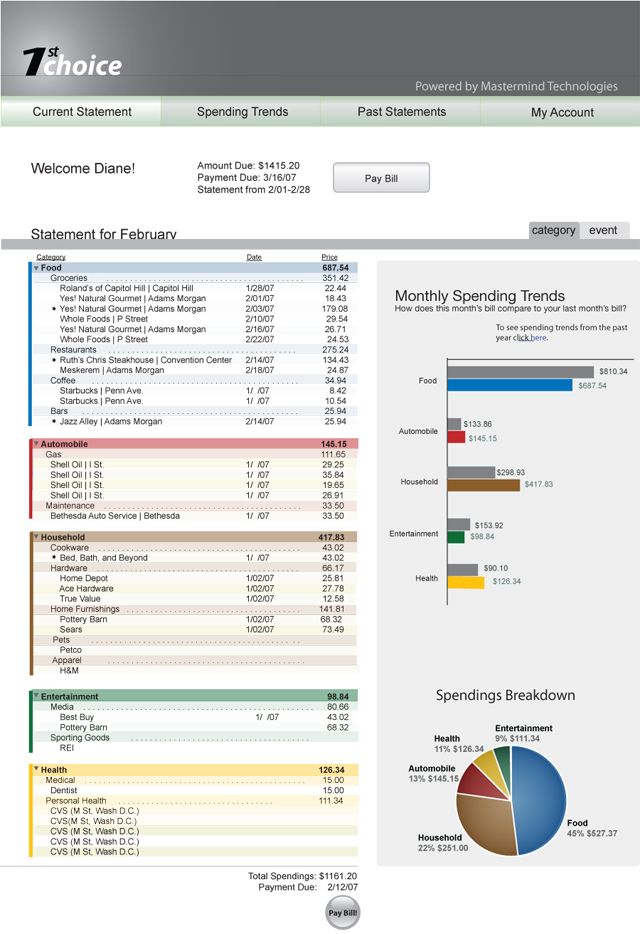 1st choice
Powered by Mastermind Technologies
Current Statement Spending Trends Past Statements My Account
Welcome Diane!
Amount Due: $1415.20
Payment Due: 3/16/07
Statement from 2/01-2/28
Pay Bill
Statement for February
category event
Category Date Price
Food 687.54
Groceries 351.42
Roland's of Capitol Hill | Capitol Hill 1/28/07 22.44
Yes! Natural Gourmet | Adams Morgan 2/01/07 18.43
* Yes! Natural Gourmet | Adams Morgan 2/03/07 179.08
Whole Foods | P Street 2/10/07 29.54
Yes! Natural Gourmet | Adams Morgan 2/16/07 26.71
Whole Foods | P Street 2/22/07 24.53
Restaurants 275.24
* Ruth's Chris Steakhouse | Convention Center 2/14/07 134.43
Meskerem | Adams Morgan 2/18/07 24.87
Coffee 34.94
Starbucks | Penn Ave. 1/ /07 8.42
Starbucks | Penn Ave. 1/ /07 10.54
Bars 25.94
* Jazz Alley | Adams Morgan 2/14/07 25.94
Automobile 145.15
Gas 111.65
Shell Oil | I St. 1/ /07 29.25
Shell Oil | I St. 1/ /07 35.84
Shell Oil | I St. 1/ /07 19.65
Shell Oil | I St. 1/ /07 26.91
Maintenance 33.50
Bethesda Auto Service | Bethesda 1/ /07 33.50
Household 417.83
Cookware 43.02
* Bed, Bath, and Beyond 1/ /07 43.02
Hardware 66.17
Home Depot 1/02/07 25.81
Ace Hardware 1/02/07 27.78
True Value 1/02/07 12.58
Home Furnishings 141.81
Pottery Barn 1/02/07 68.32
Sears 1/02/07 73.49
Pets
Petco
Apparel
H&M
Entertainment 98.84
Media 80.66
Best Buy 1/ /07 43.02
Pottery Barn 68.32
Sporting Goods
REI
Health 126.34
Medical 15.00
Dentist 15.00
Personal Health 111.34
CVS (M St, Wash D.C.)
CVS(M St, Wash D.C.)
CVS (M St, Wash D.C.)
CVS (M St, Wash D.C.)
CVS (M St, Wash D.C.)
Total Spendings: $1161.20
Payment Due: 2/12/07
Pay Bill!
Monthly Spending Trends
How does this month's bill compare to your last month's bill?
To see spending trends from the past
year click here.
Food
$810.34
$687.54
Automobile
$133.86
$145.15
Household
$298.93
$417.83
Entertainment
$153.92
$98.84
Health
$90.10
$126.34
Spendings Breakdown
Entertainment
9% $111.34
Health
11% $126.34
Automobile
13% $145.15
Household
22% $251.00
Food
45% $527.37